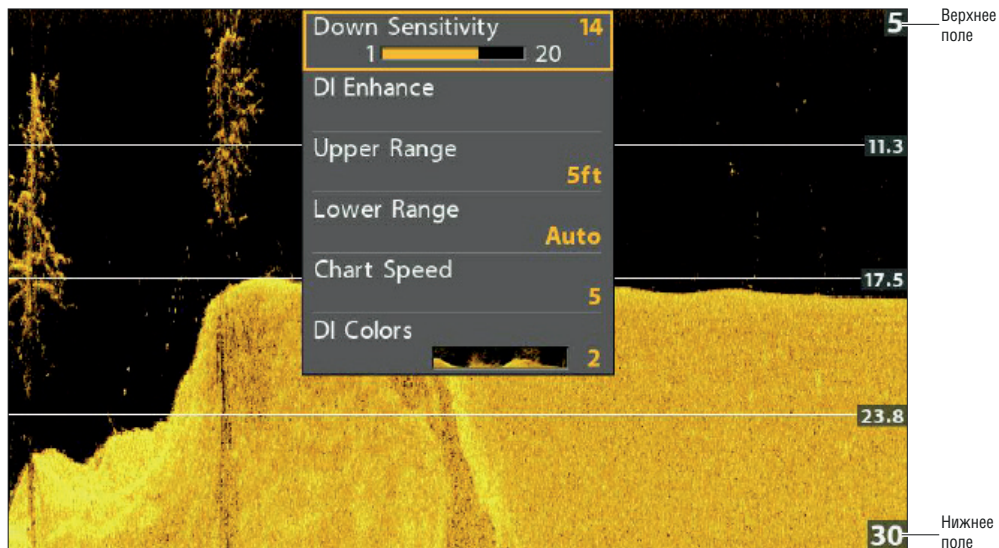 Down Sensitivity 14
1 20
DI Enhance
Upper Range
5ft
Lower Range
Auto
Chart Speed
5
DI Colors
2
5
11.3
17.5
23.8
30
Верхнее
поле
Нижнее
поле